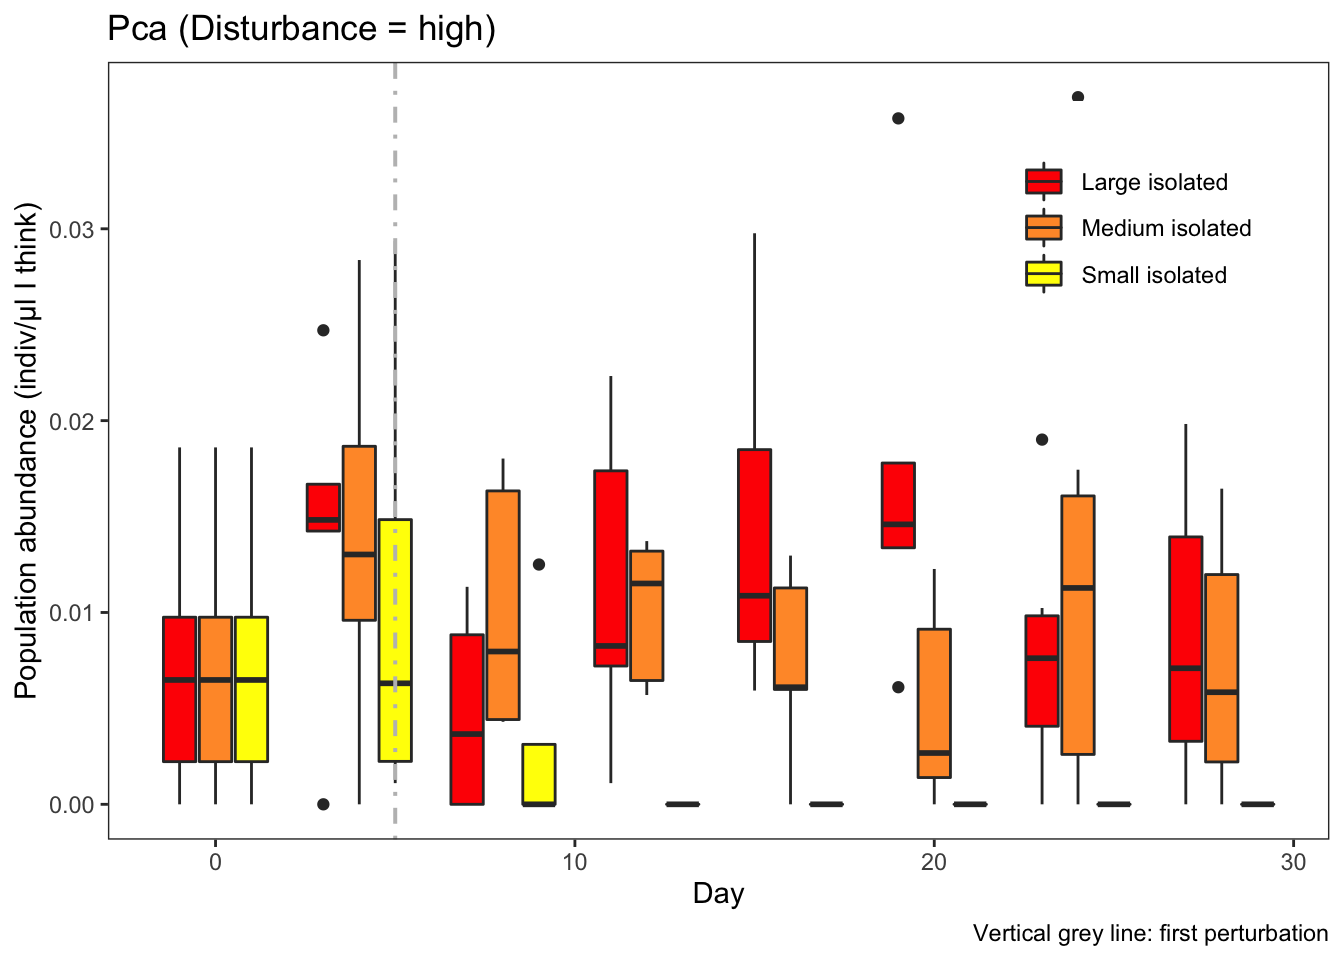 Pca (Disturbance = high)
Population abundance (indiv/µl I think)
0.03
0.02
0.01
0.00
Large isolated
Medium isolated
Small isolated
0 10 20 30
Day
Vertical grey line: first perturbation